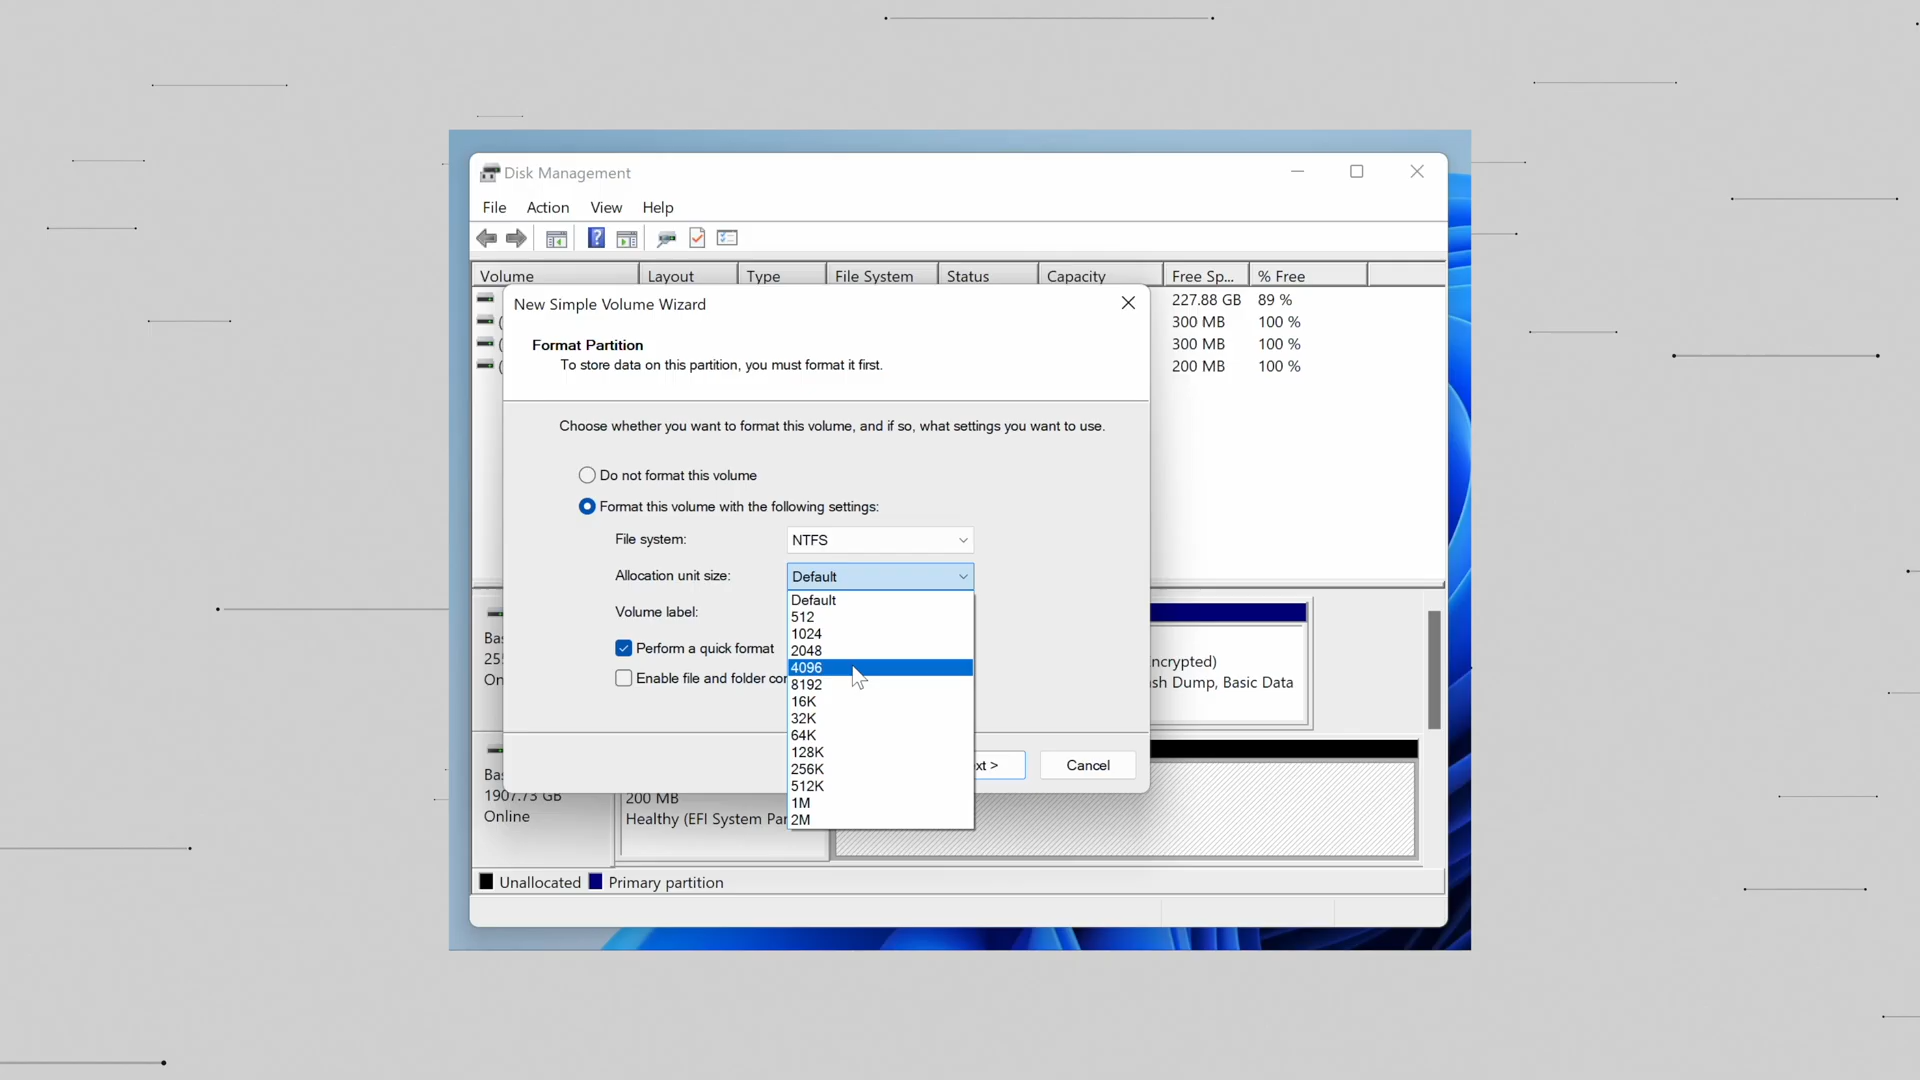 Disk Management
File Action View Help
Volume Layout Type File System Status Capacity Free Sp... % Free
227.88 GB 89 %
300 MB 100 %
300 MB 100 %
200 MB 100 %
New Simple Volume Wizard
Format Partition
To store data on this partition, you must format it first.
Choose whether you want to format this volume, and if so, what settings you want to use.
Do not format this volume
Format this volume with the following settings:
File system: NTFS
Allocation unit size: Default
Volume label:
Perform a quick format
Enable file and folder
Default
512
1024
2048
4096
8192
16K
32K
64K
128K
256K
512K
1M
2M
xt >
Cancel
Bas
255
On
ncrypted)
sh Dump, Basic Data
Bas
1907.73 GB
Online
200 MB
Healthy (EFI System Par
Unallocated Primary partition